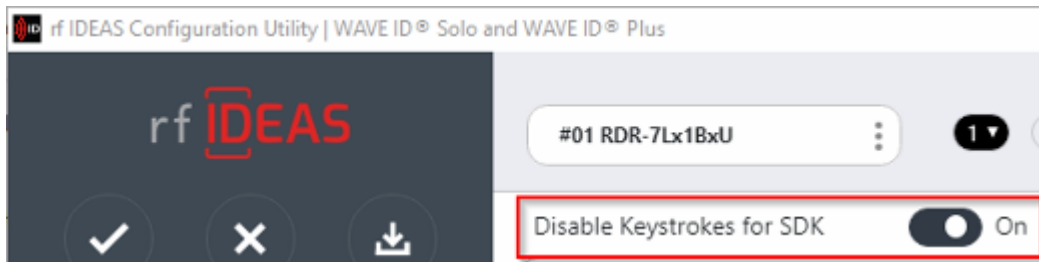 rf IDEAS Configuration Utility | WAVE ID® Solo and WAVE ID® Plus
rf IDEAS
#01 RDR-7Lx1BxU
1
Disable Keystrokes for SDK
On